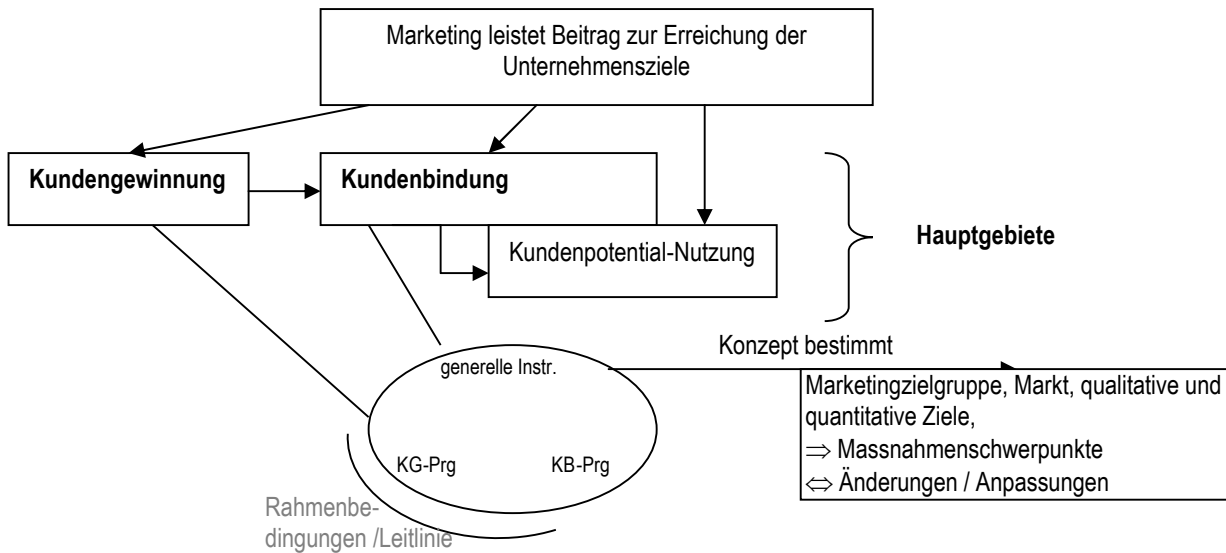 Marketing leistet Beitrag zur Erreichung der
Unternehmensziele
Kundengewinnung
Kundenbindung
Kundenpotential-Nutzung
Hauptgebiete
generelle Instr.
KG-Prg
KB-Prg
Rahmenbe-
dingungen /Leitlinie
Konzept bestimmt
Marketingzielgruppe, Markt, qualitative und
quantitative Ziele,
⇒ Massnahmenschwerpunkte
⇔ Änderungen / Anpassungen